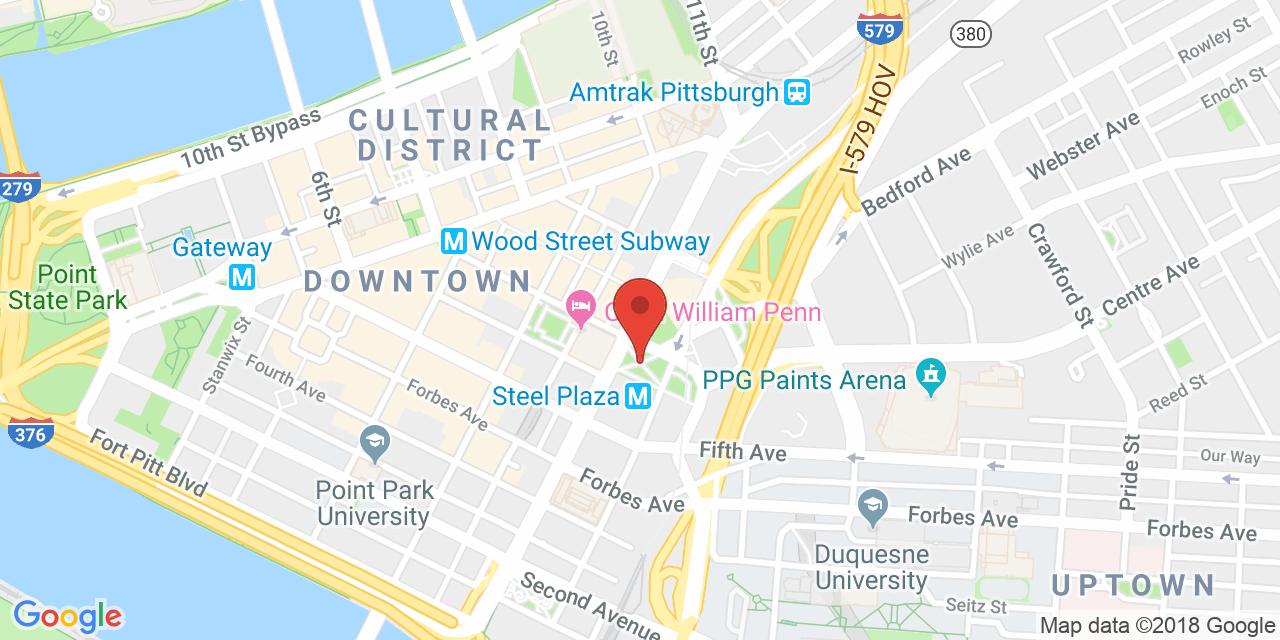 10th St
11th St
579
380
Rowley St
Amtrak Pittsburgh
I-579 HOV
Enoch St
CULTURAL
DISTRICT
10th St Bypass
Webster Ave
Bedford Ave
279
6th St
Gateway
M
M
Wood Street Subway
Wylie Ave
Crawford St
Centre Ave
Point
State Park
DOWNTOWN
William Penn
Stanwix St
Fourth Ave
Forbes Ave
Steel Plaza
M
PPG Paints Arena
Reed St
376
Fort Pitt Blvd
Fifth Ave
Pride St
Our Way
Point Park
University
Forbes Ave
Forbes Ave
Forbes Ave
Duquesne
University
UPTOWN
Second Avenue
Seitz St
Google
Map data ©2018 Google